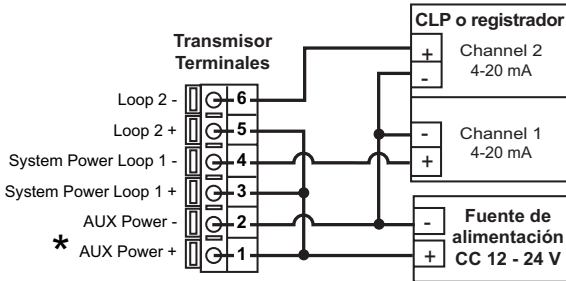 CLP o registrador
Transmisor
Terminales
+ Channel 2
- 4-20 mA
Loop 2 - 6
Loop 2 + 5
- Channel 1
+ 4-20 mA
System Power Loop 1 - 4
System Power Loop 1 + 3
AUX Power - 2
* AUX Power + 1
- Fuente de
alimentación
+ CC 12 - 24 V